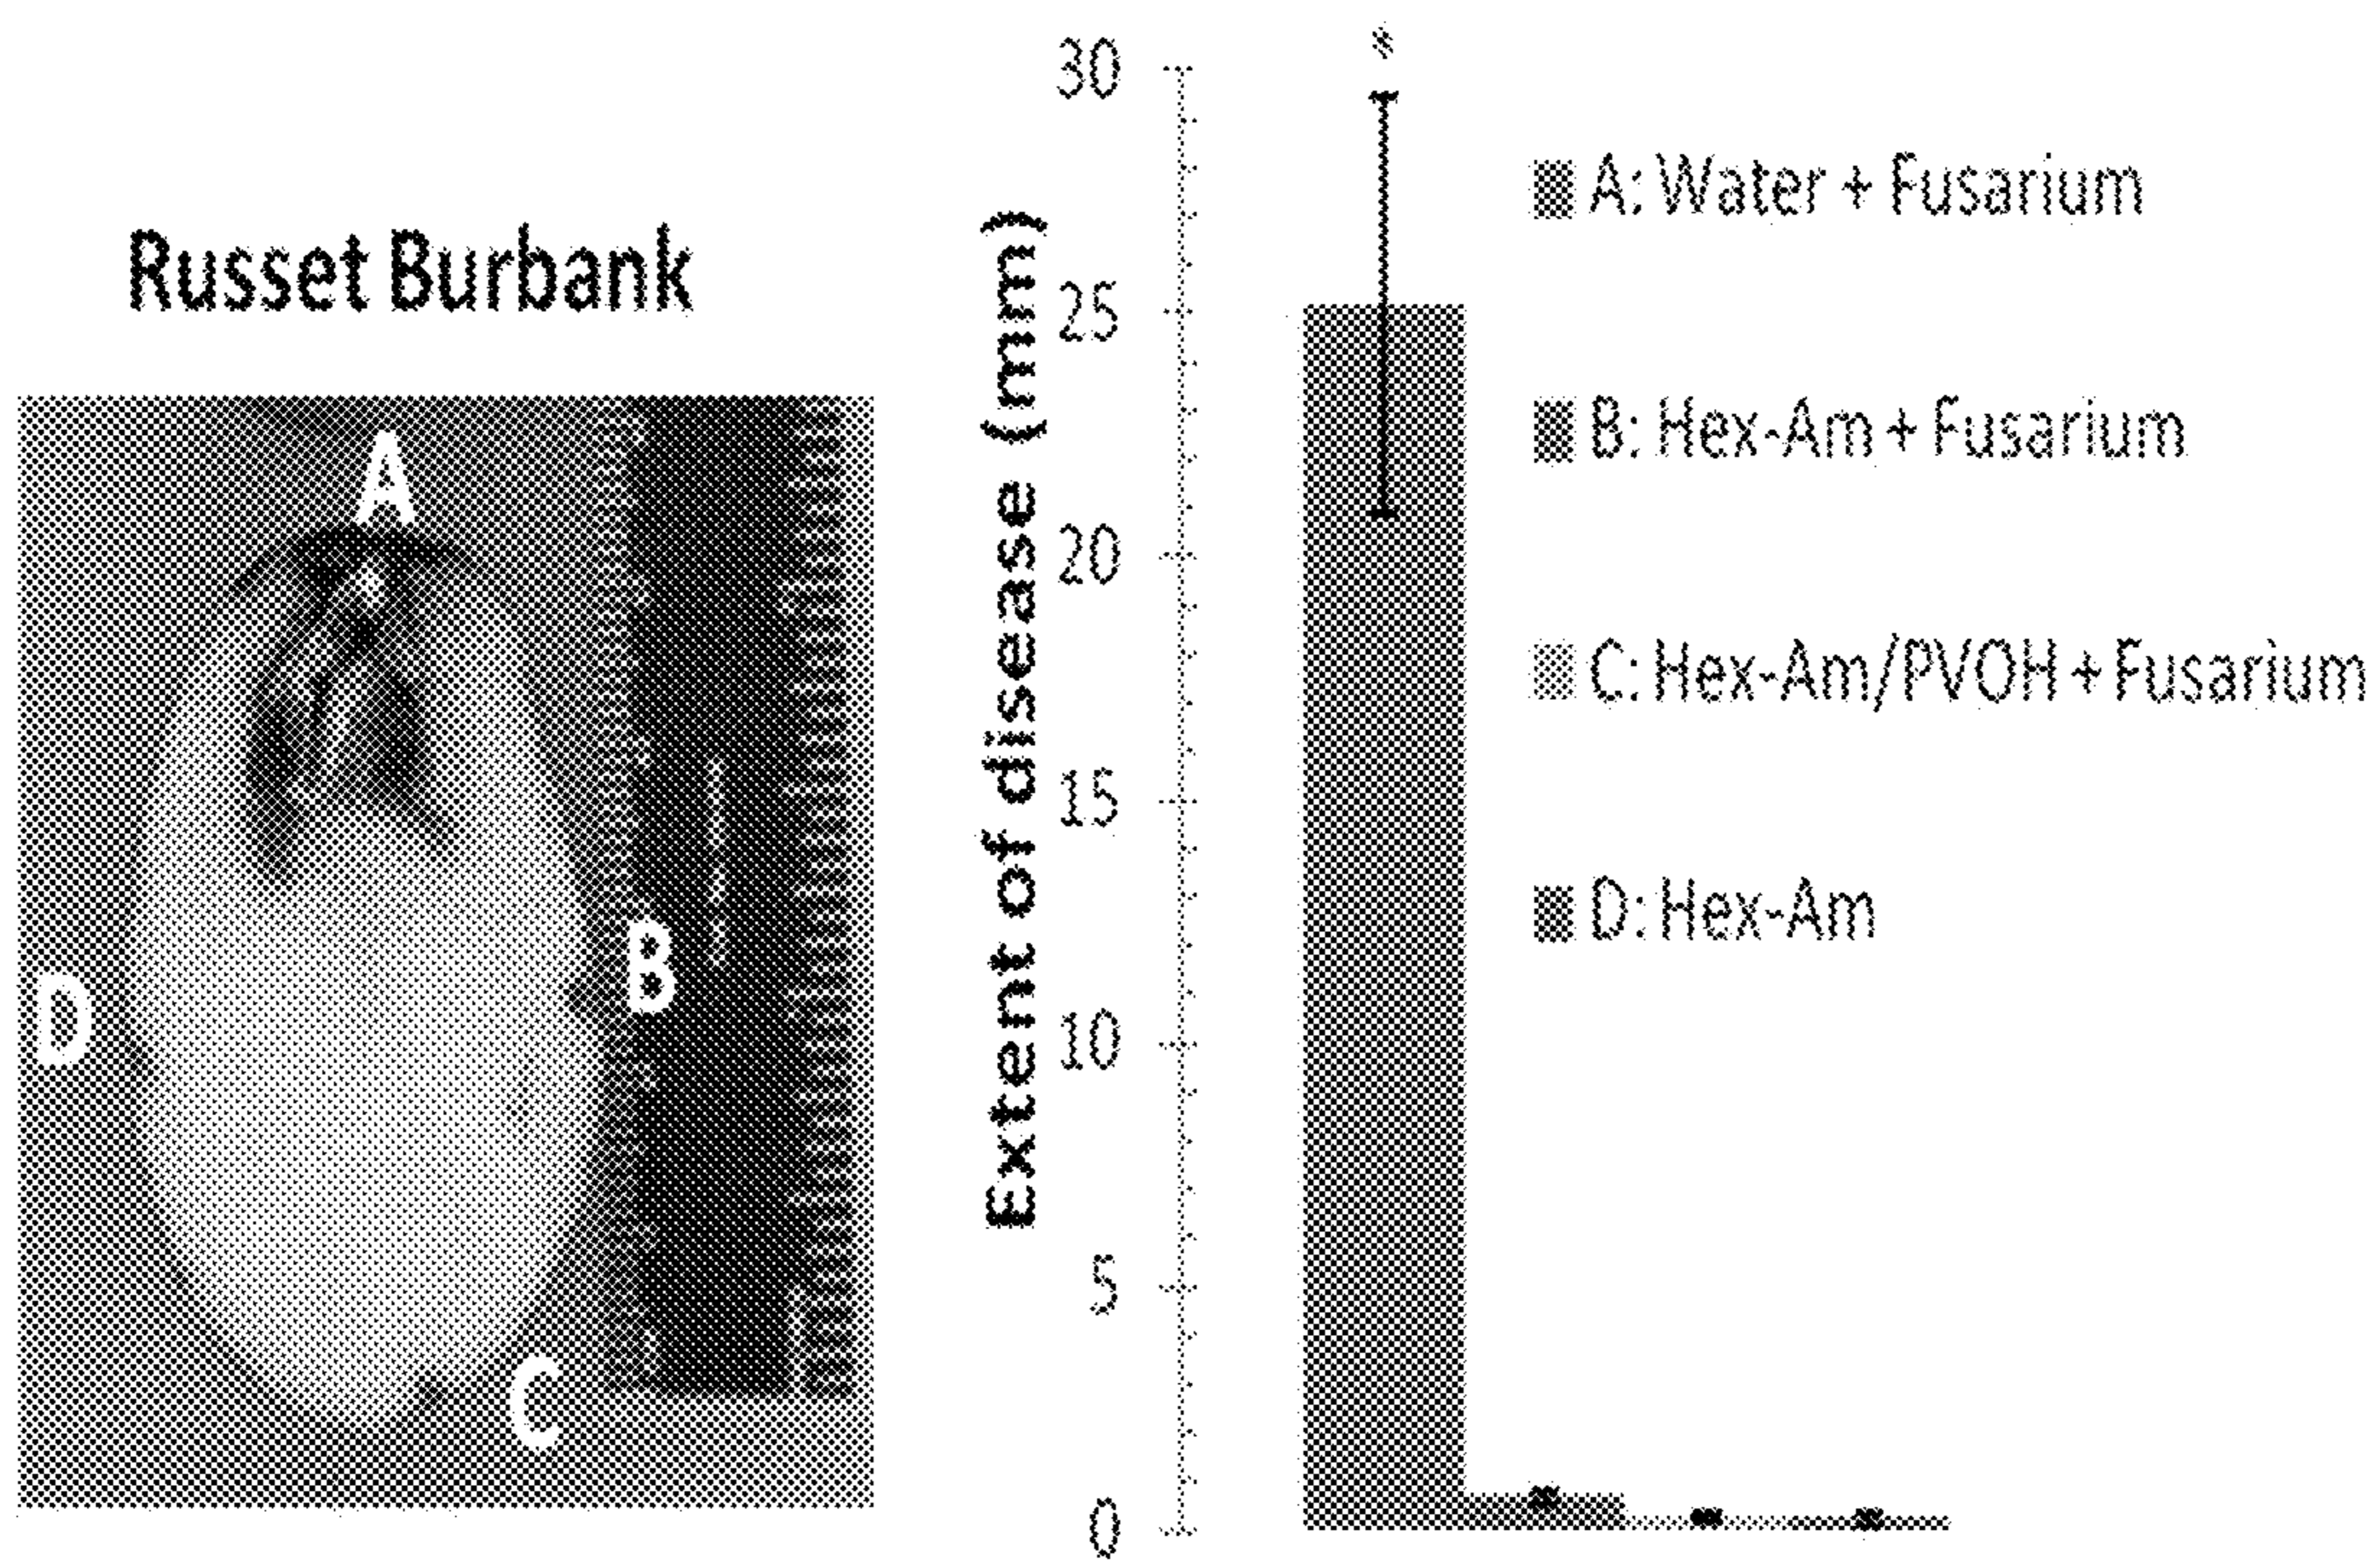 Russet Burbank
A
B
C
D
Extent of disease (mm)
30
25
20
15
10
5
0
*
A: Water + Fusarium
B: Hex-Am + Fusarium
C: Hex-Am/PVOH + Fusarium
D: Hex-Am